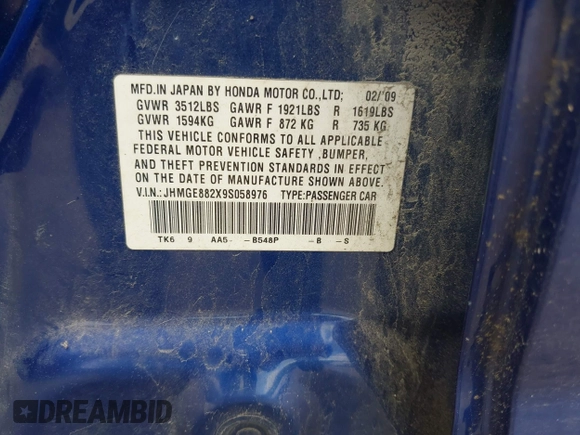 MFD.IN JAPAN BY HONDA MOTOR CO.,LTD; 02/'09
GVWR 3512LBS GAWR F 1921LBS R 1619LBS
GVWR 1594KG GAWR F 872 KG R 735 KG
THIS VEHICLE CONFORMS TO ALL APPLICABLE
FEDERAL MOTOR VEHICLE SAFETY ,BUMPER,
AND THEFT PREVENTION STANDARDS IN EFFECT
ON THE DATE OF MANUFACTURE SHOWN ABOVE.
V.I.N.:JHMGE882X9S058976 TYPE:PASSENGER CAR
TK6 9 AA5- -B548P -B -S
DREAMBID